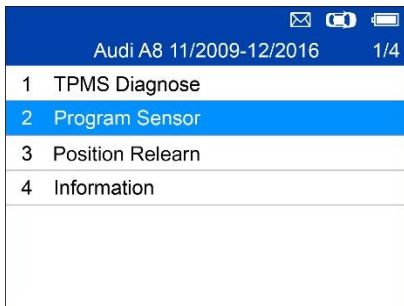 Audi A8 11/2009-12/2016 1/4
1 TPMS Diagnose
2 Program Sensor
3 Position Relearn
4 Information